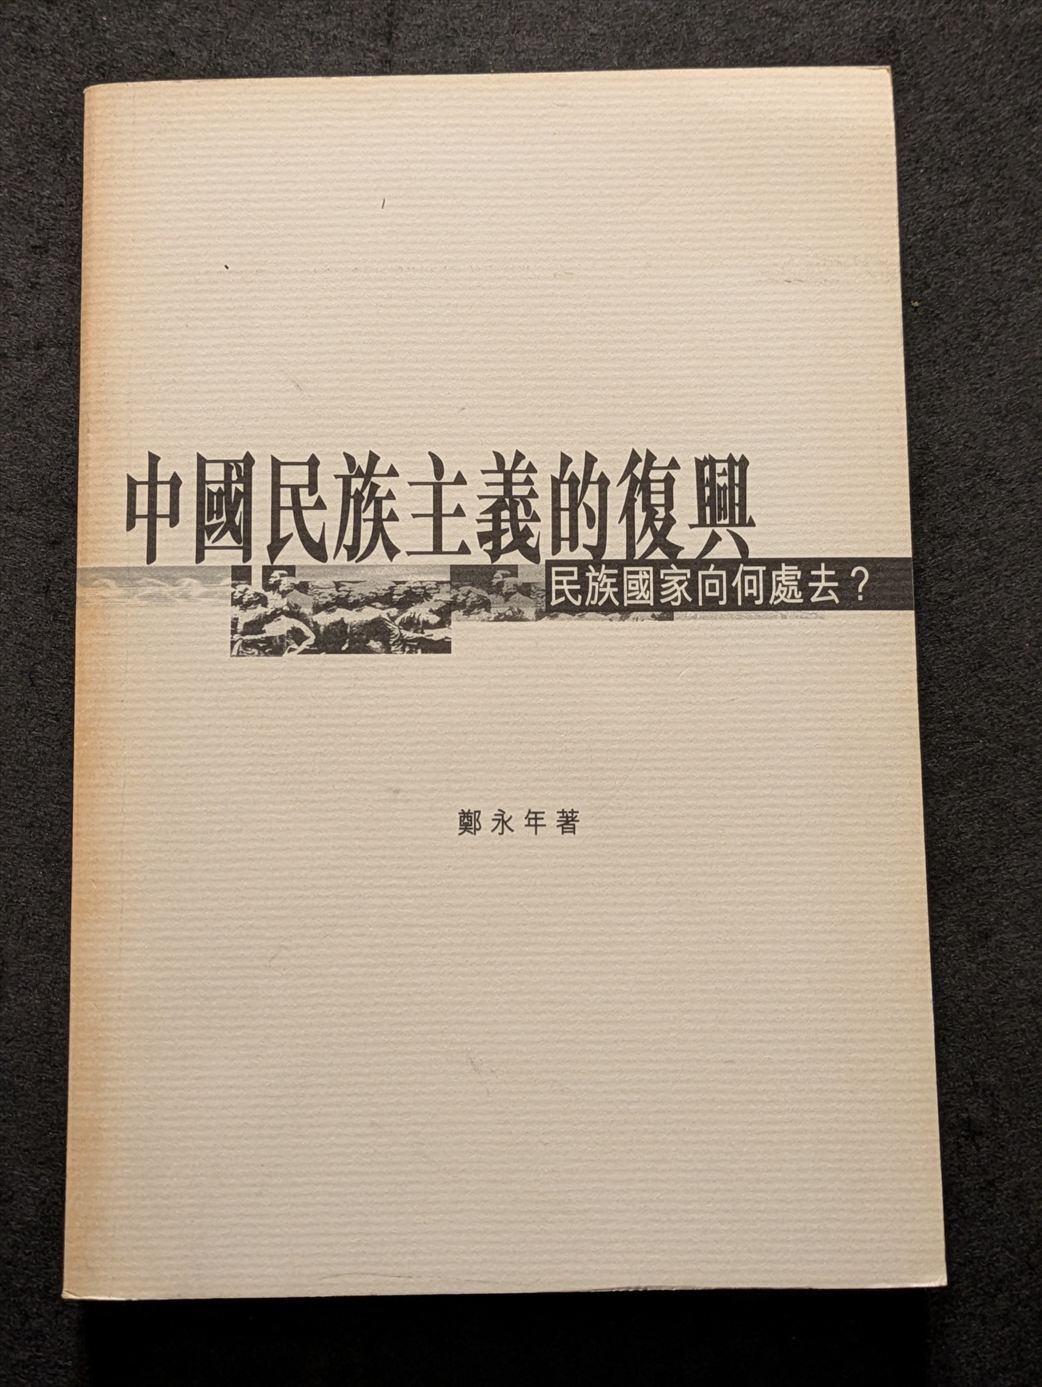 中國民族主義的復興
民族國家向何處去？
鄭永年著